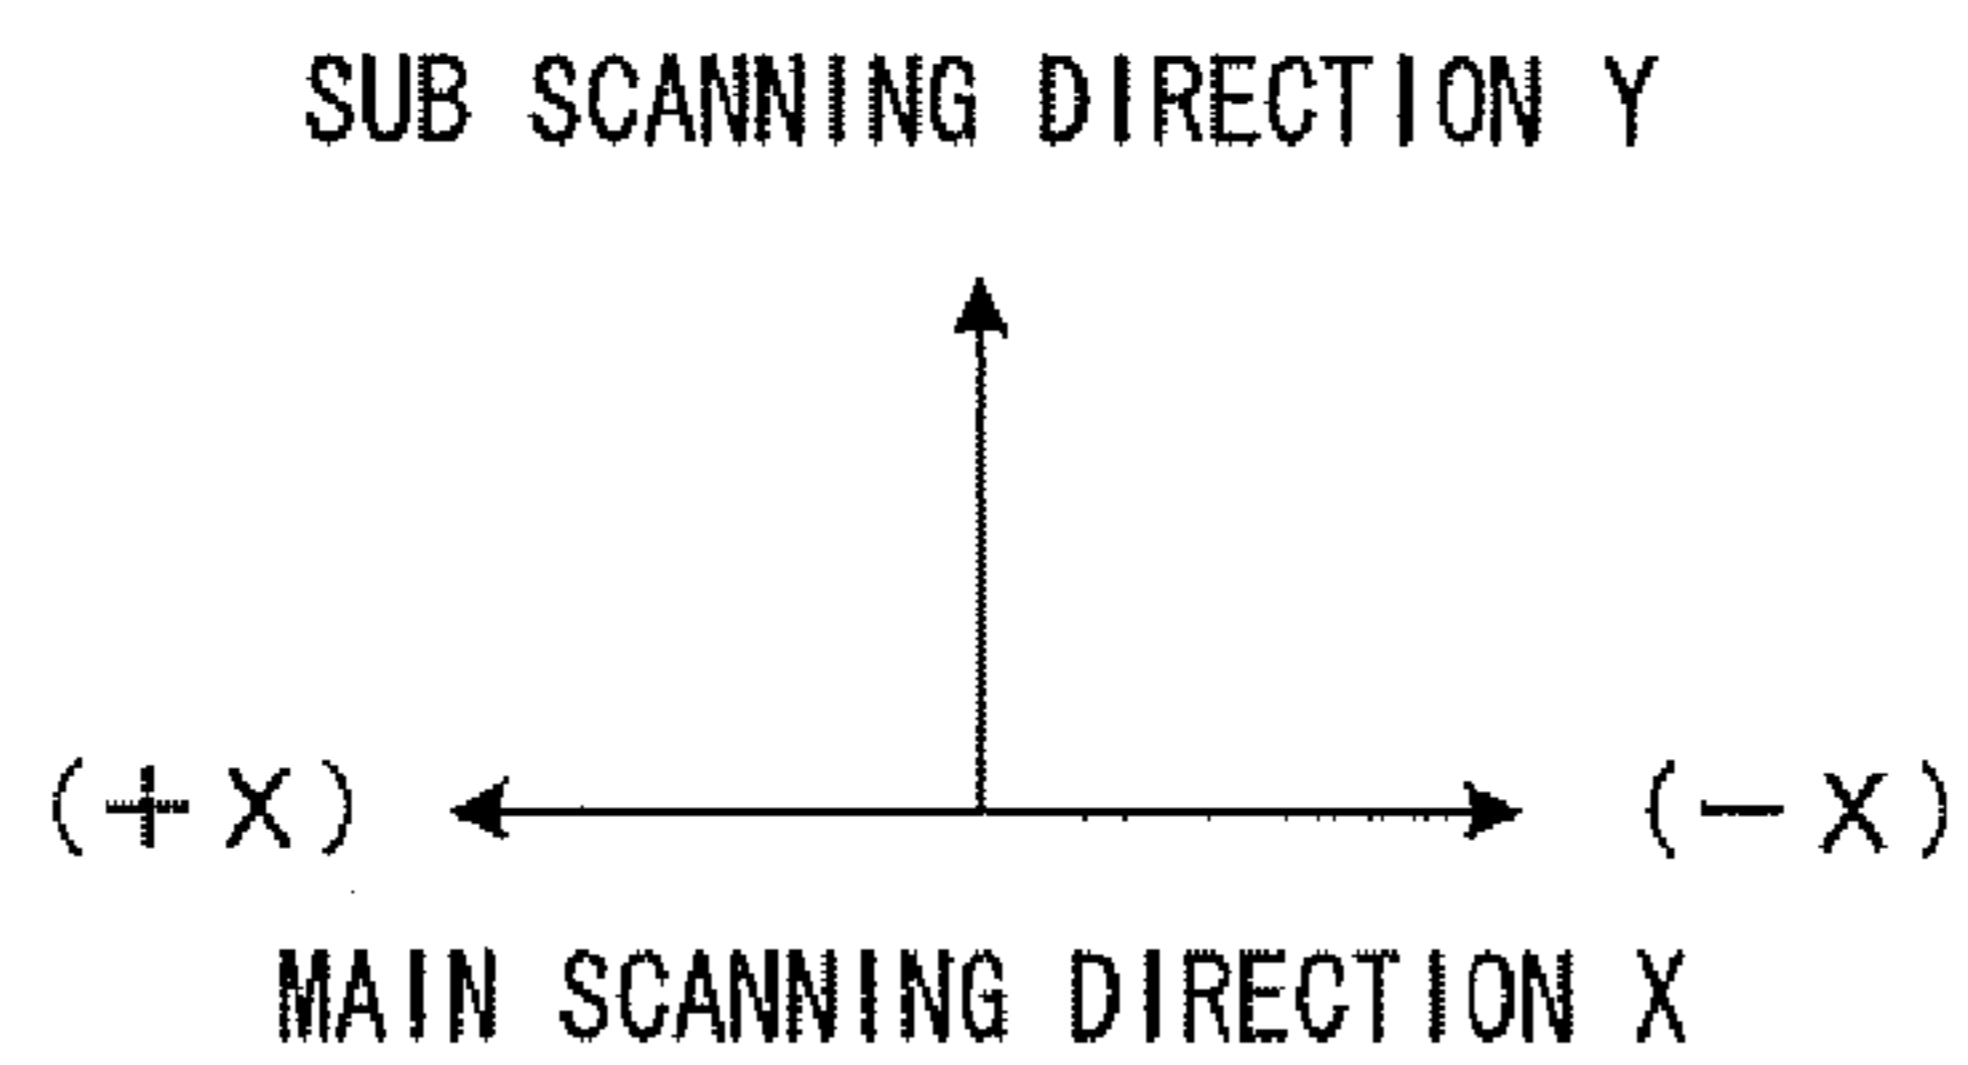 SUB SCANNING DIRECTION Y
(+X) (−X)
MAIN SCANNING DIRECTION X